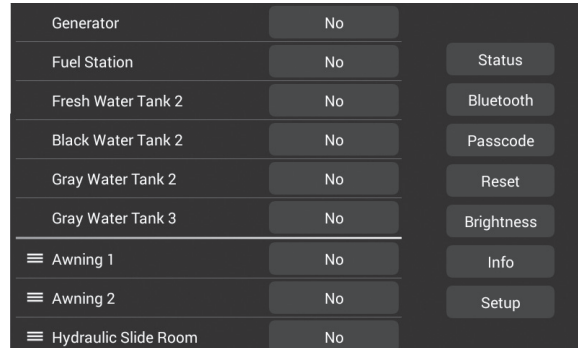 Generator No
Fuel Station No
Status
Fresh Water Tank 2 No
Bluetooth
Black Water Tank 2 No
Passcode
Gray Water Tank 2 No
Reset
Gray Water Tank 3 No
Brightness
Awning 1 No
Info
Awning 2 No
Setup
Hydraulic Slide Room No